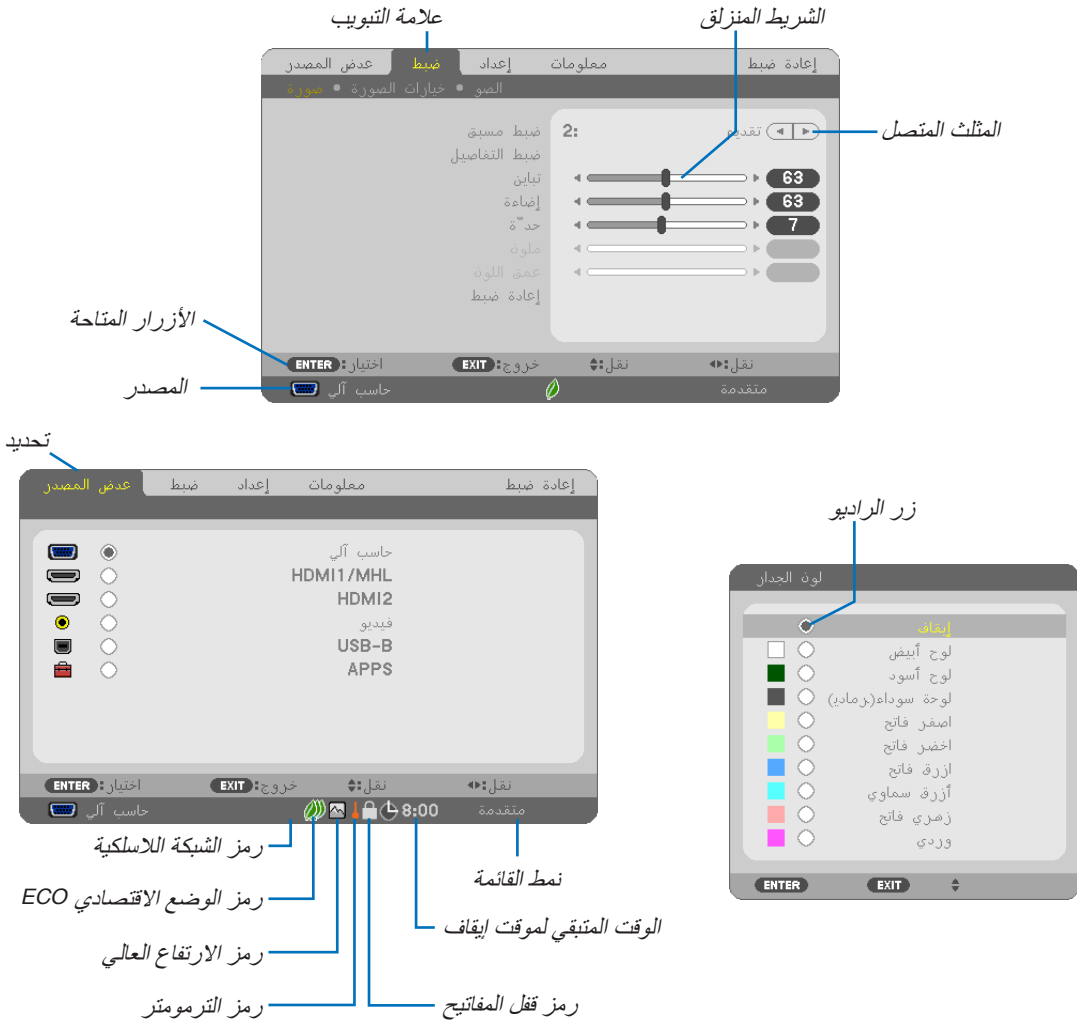 علامة التبويب
الشريط المنزلق
عدض المصدر ضبط إعداد معلومات إعادة ضبط
صورة • خيارات الصورة • الصو
ضبط مسبق 2: تقديم
المثلث المتصل
ضبط التفاصيل
تباين 63
إضاءة 63
حدّة 7
ملون
عمق اللون
إعادة ضبط
الأزرار المتاحة
ENTER :اختيار EXIT :خروج نقل: نقل:
المصدر
حاسب آلي متقدمة
تحديد
عدض المصدر ضبط إعداد معلومات إعادة ضبط
حاسب آلي
HDMI1/MHL
HDMI2
فيديو
USB-B
APPS
ENTER :اختيار EXIT :خروج نقل: نقل:
حاسب آلي 8:00 متقدمة
رمز الشبكة اللاسلكية
نمط القائمة
رمز الوضع الاقتصادي ECO
الوقت المتبقي لموقت إيقاف
رمز الارتفاع العالي
رمز الترمومتر
رمز قفل المفاتيح
زر الراديو
لون الجدار
إيقاف
لوح أبيض
لوح أسود
لوحة سوداء(رمادي)
اصفر فاتح
اخضر فاتح
ازرق فاتح
أزرق سماوي
زهري فاتح
وردي
ENTER EXIT